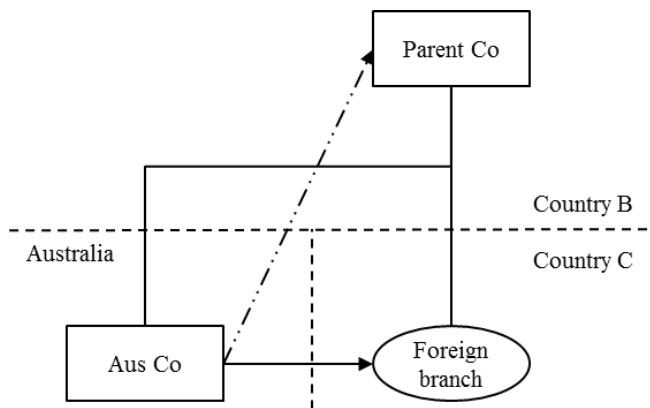 Parent Co
Country B
Australia
Country C
Aus Co
Foreign
branch